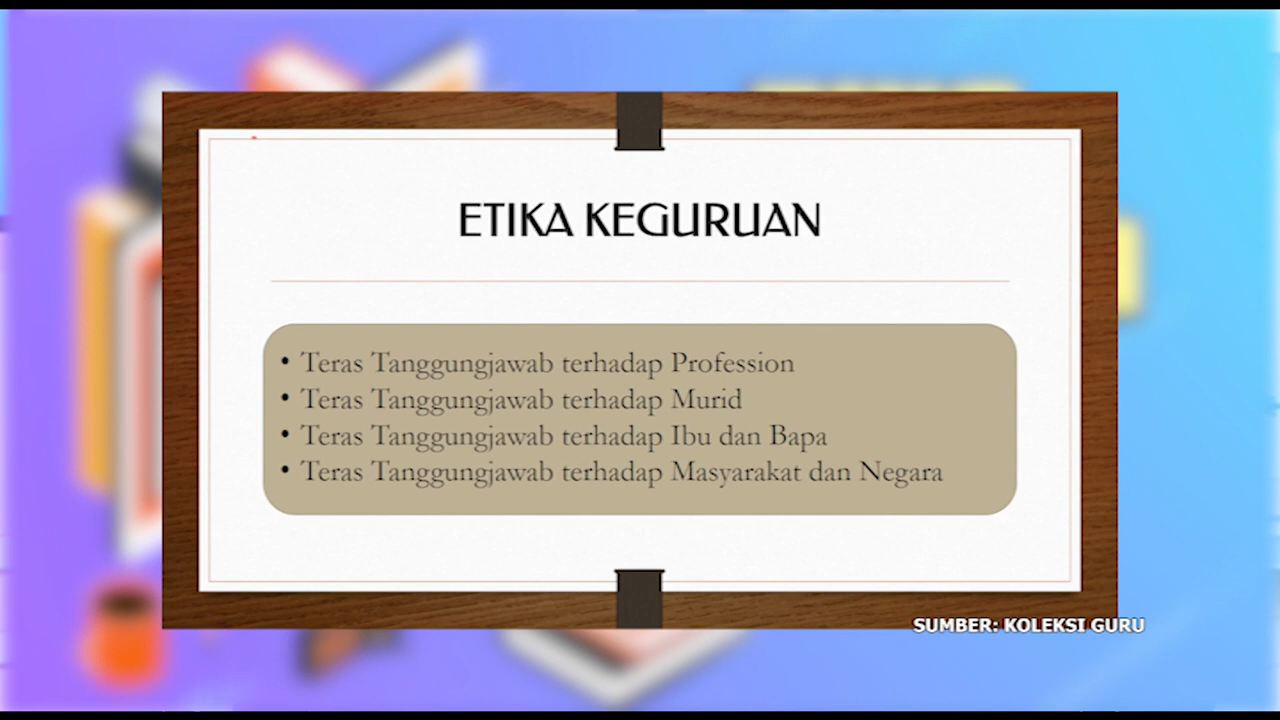 ETIKA KEGURUAN
• Teras Tanggungjawab terhadap Profession
• Teras Tanggungjawab terhadap Murid
• Teras Tanggungjawab terhadap Ibu dan Bapa
• Teras Tanggungjawab terhadap Masyarakat dan Negara
SUMBER: KOLEKSI GURU